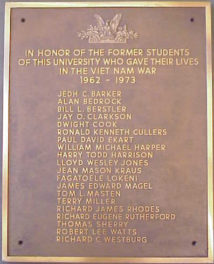 IN HONOR OF THE FORMER STUDENTS
OF THIS UNIVERSITY WHO GAVE THEIR LIVES
IN THE VIET NAM WAR
1962 - 1973
JEDH C. BARKER
ALAN BEDROCK
BILL L. BERSTLER
JAY O. CLARKSON
DWIGHT COOK
RONALD KENNETH CULLERS
PAUL DAVID EKART
WILLIAM MICHAEL HARPER
HARRY TODD HARRISON
LLOYD WESLEY JONES
JEAN MASON KRAUS
FAGATOELE LOKENI
JAMES EDWARD MAGEL
TOM L. MASTEN
TERRY MILLER
RICHARD JAMES RHODES
RICHARD EUGENE RUTHERFORD
THOMAS SHERRY
ROBERT LEE WATTS
RICHARD C. WESTBURG